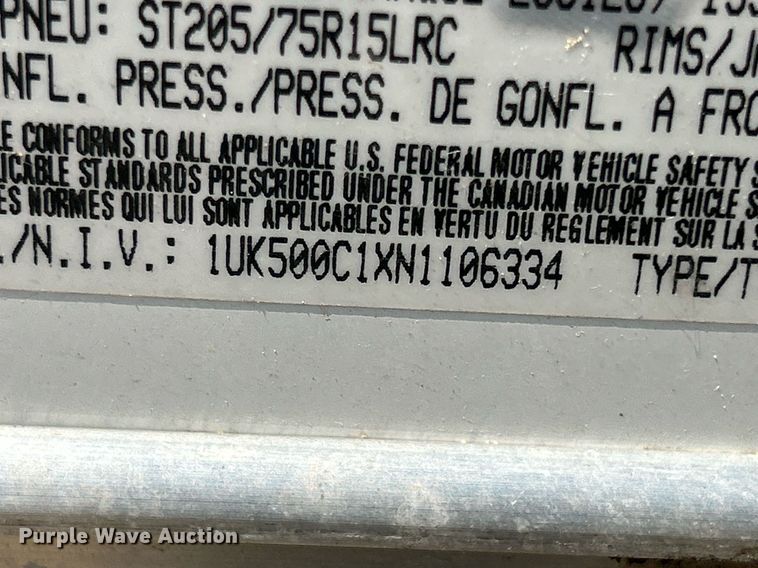 PNEU: ST205/75R15LRC RIMS/J
NFL. PRESS./PRESS. DE GONFL. A FRO
E CONFORMS TO ALL APPLICABLE U.S. FEDERAL MOTOR VEHICLE SAFETY S
LICABLE STANDARDS PRESCRIBED UNDER THE CANADIAN MOTOR VEHICLE S
ES NORMES QUI LUI SONT APPLICABLES EN VERTU DU REGLEMENT SUR LA S
./N.I.V.: 1UK500C1XN1106334 TYPE/T
Purple Wave Auction